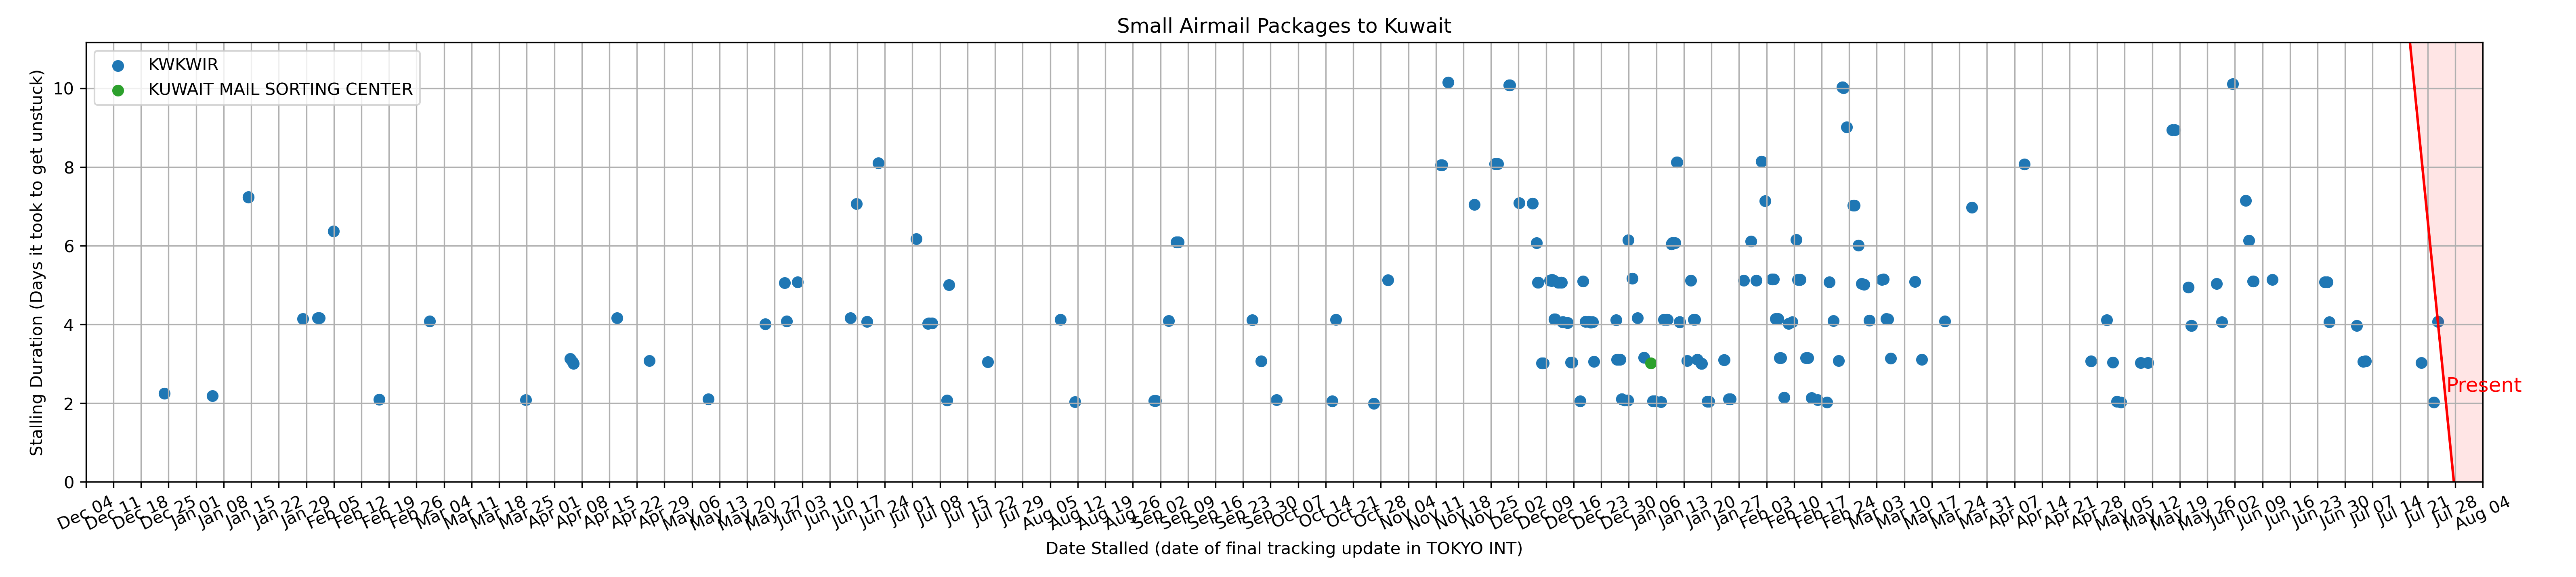 Small Airmail Packages to Kuwait
KWKWIR
KUWAIT MAIL SORTING CENTER
Stalling Duration (Days it took to get unstuck)
10
8
6
4
2
0
Present
Dec 04 Dec 11 Dec 18 Dec 25 Jan 01 Jan 08 Jan 15 Jan 22 Jan 29 Feb 05 Feb 12 Feb 19 Feb 26 Mar 04 Mar 11 Mar 18 Mar 25 Apr 01 Apr 08 Apr 15 Apr 22 Apr 29 May 06 May 13 May 20 May 27 Jun 03 Jun 10 Jun 17 Jun 24 Jul 01 Jul 08 Jul 15 Jul 22 Jul 29 Aug 05 Aug 12 Aug 19 Aug 26 Sep 02 Sep 09 Sep 16 Sep 23 Sep 30 Oct 07 Oct 14 Oct 21 Oct 28 Nov 04 Nov 11 Nov 18 Nov 25 Dec 02 Dec 09 Dec 16 Dec 23 Dec 30 Jan 06 Jan 13 Jan 20 Jan 27 Feb 03 Feb 10 Feb 17 Feb 24 Mar 03 Mar 10 Mar 17 Mar 24 Mar 31 Apr 07 Apr 14 Apr 21 Apr 28 May 05 May 12 May 19 May 26 Jun 02 Jun 09 Jun 16 Jun 23 Jun 30 Jul 07 Jul 14 Jul 21 Jul 28 Aug 04
Date Stalled (date of final tracking update in TOKYO INT)